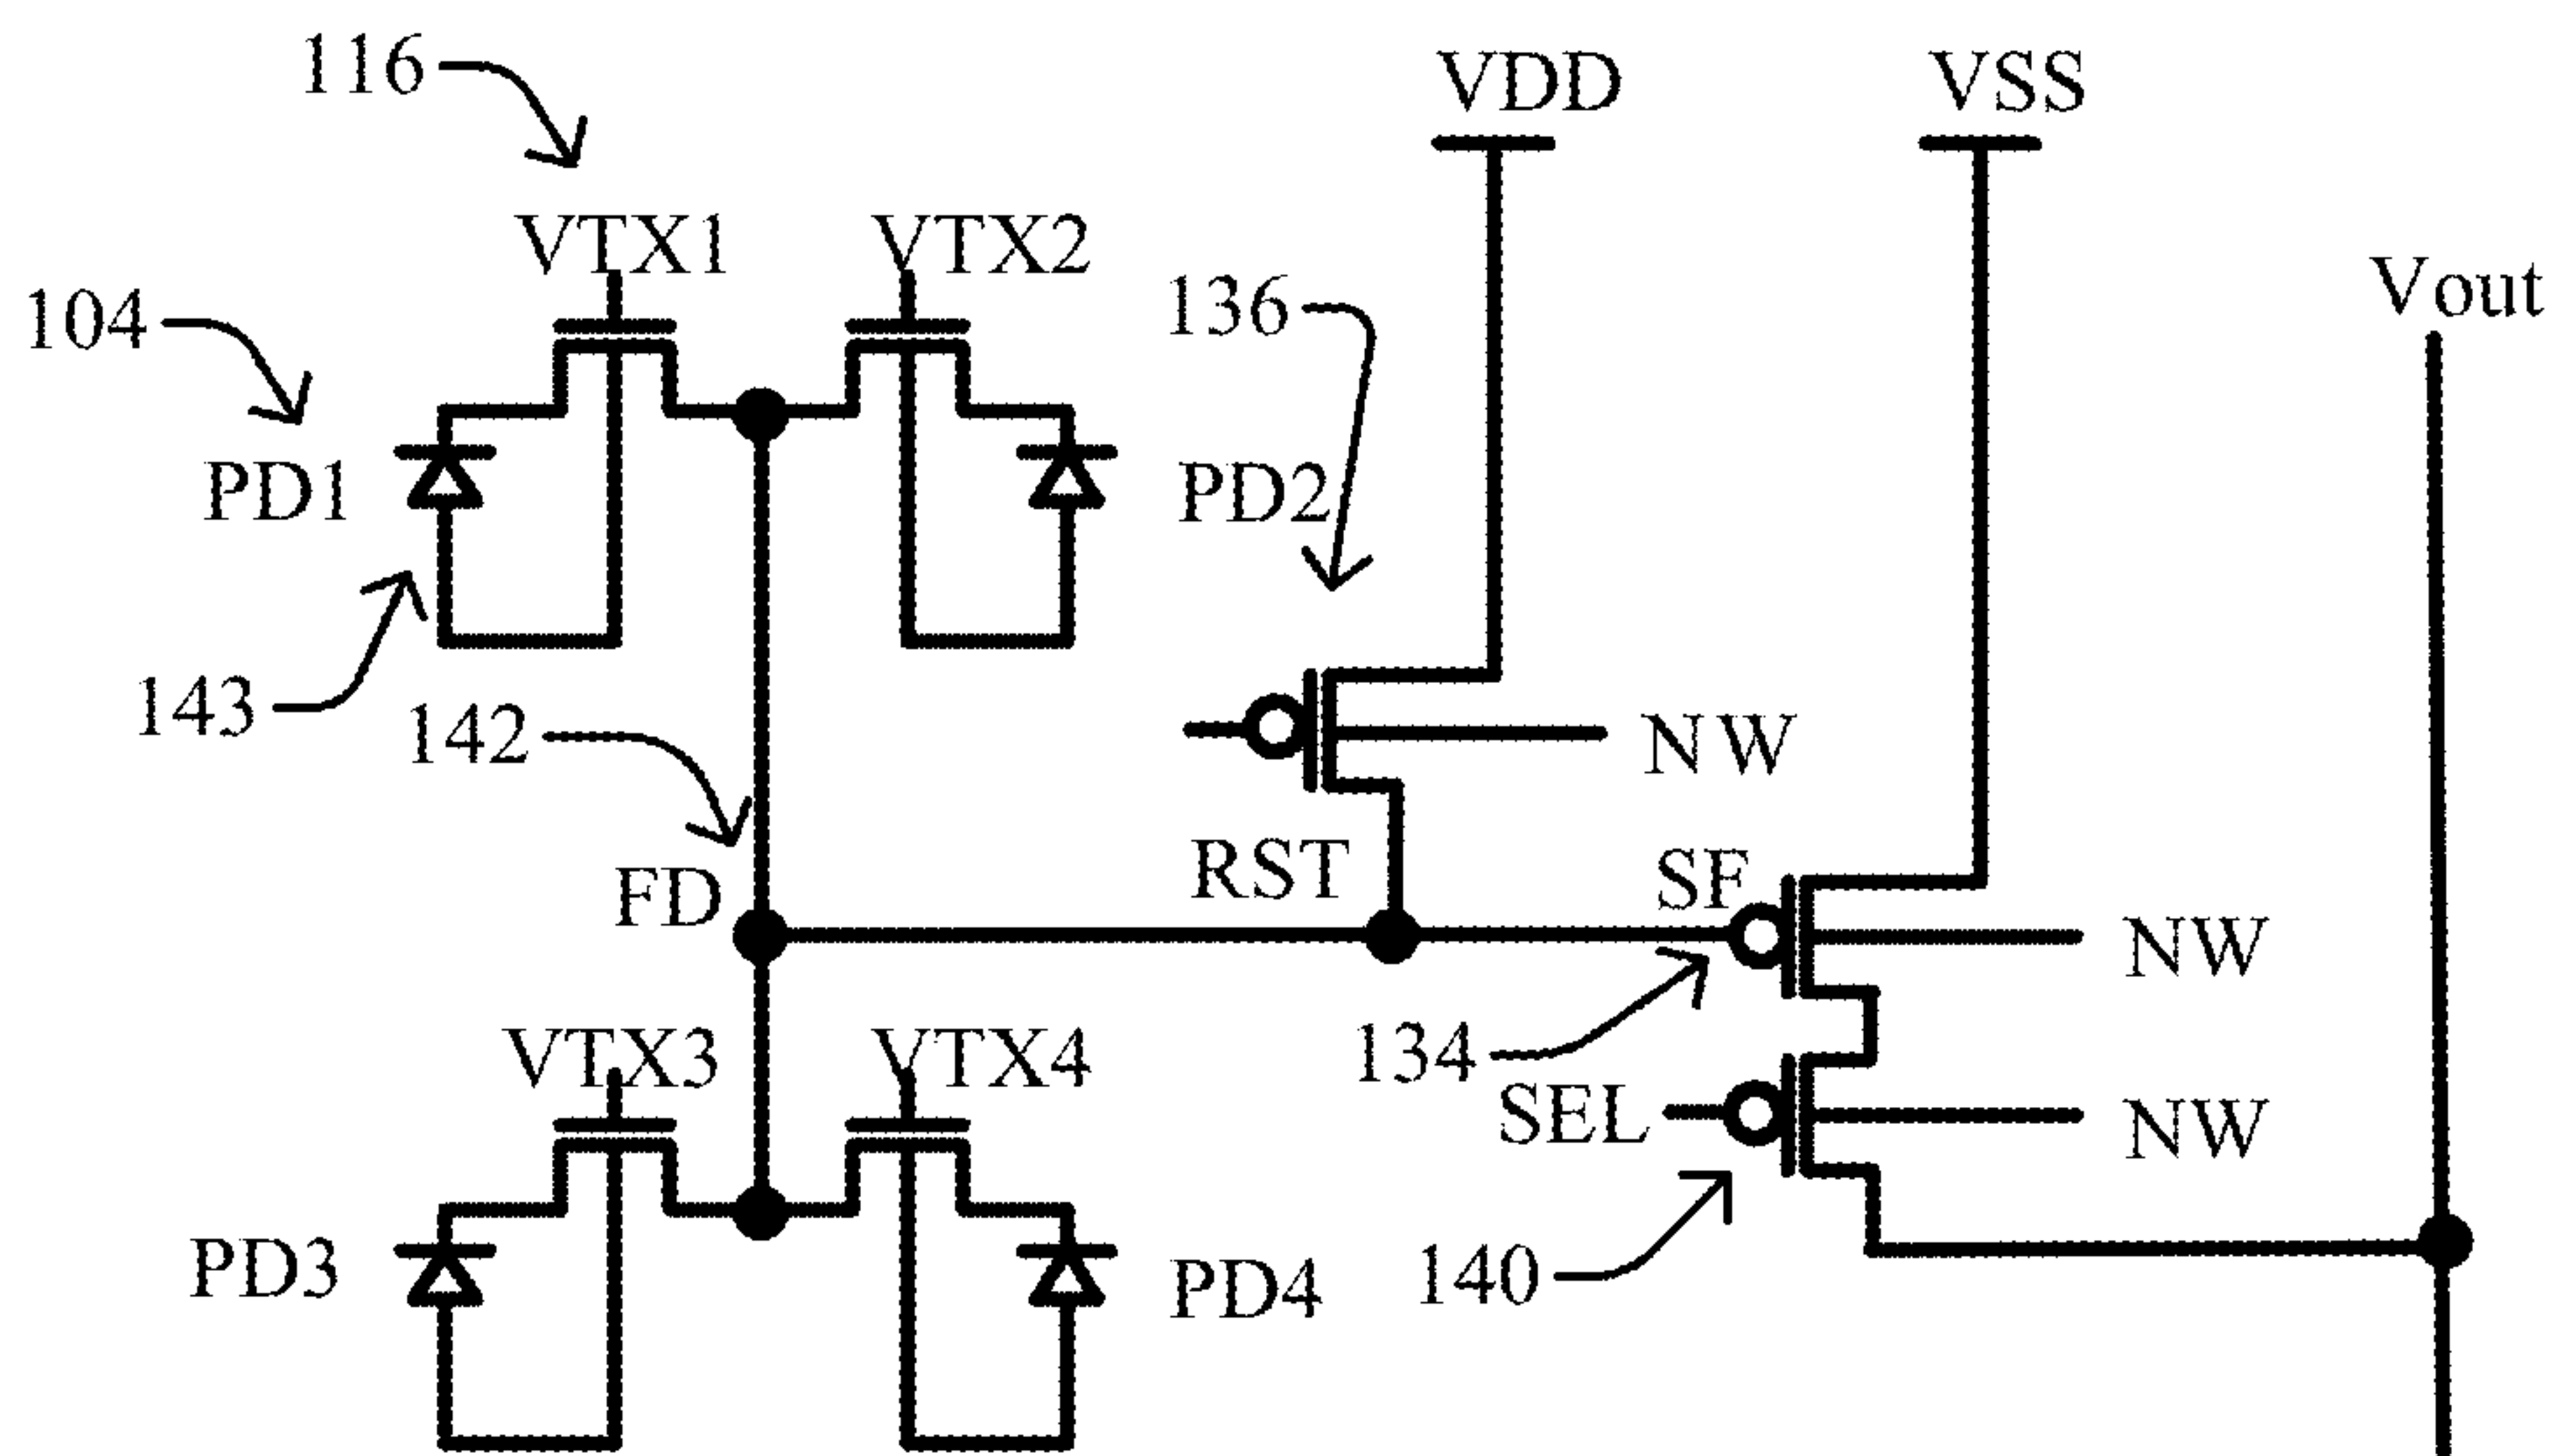 116
VDD
VSS
VTX1
VTX2
104
136
Vout
PD1
PD2
143
142
NW
RST
SF
FD
NW
VTX3
VTX4
134
SEL
NW
PD3
PD4
140